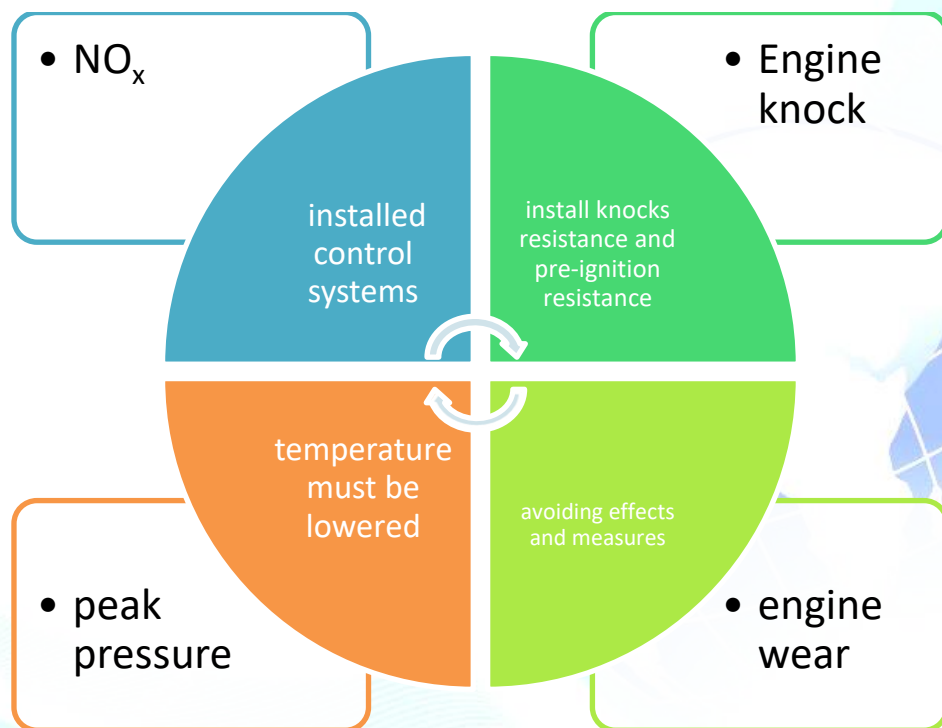 • NOₓ
• Engine
knock
installed
control
systems
install knocks
resistance and
pre-ignition
resistance
temperature
must be
lowered
avoiding effects
and measures
• peak
pressure
• engine
wear